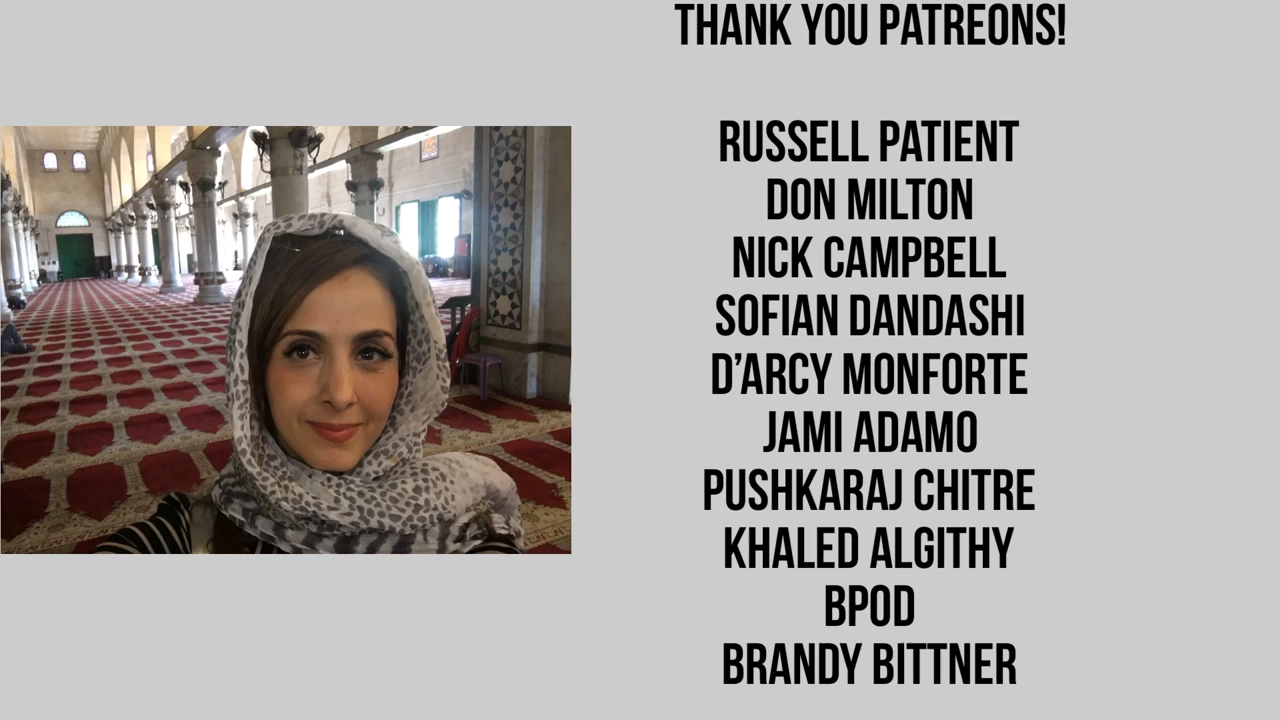 THANK YOU PATREONS!
RUSSELL PATIENT
DON MILTON
NICK CAMPBELL
SOFIAN DANDASHI
D’ARCY MONFORTE
JAMI ADAMO
PUSHKARAJ CHITRE
KHALED ALGITHY
BPOD
BRANDY BITTNER